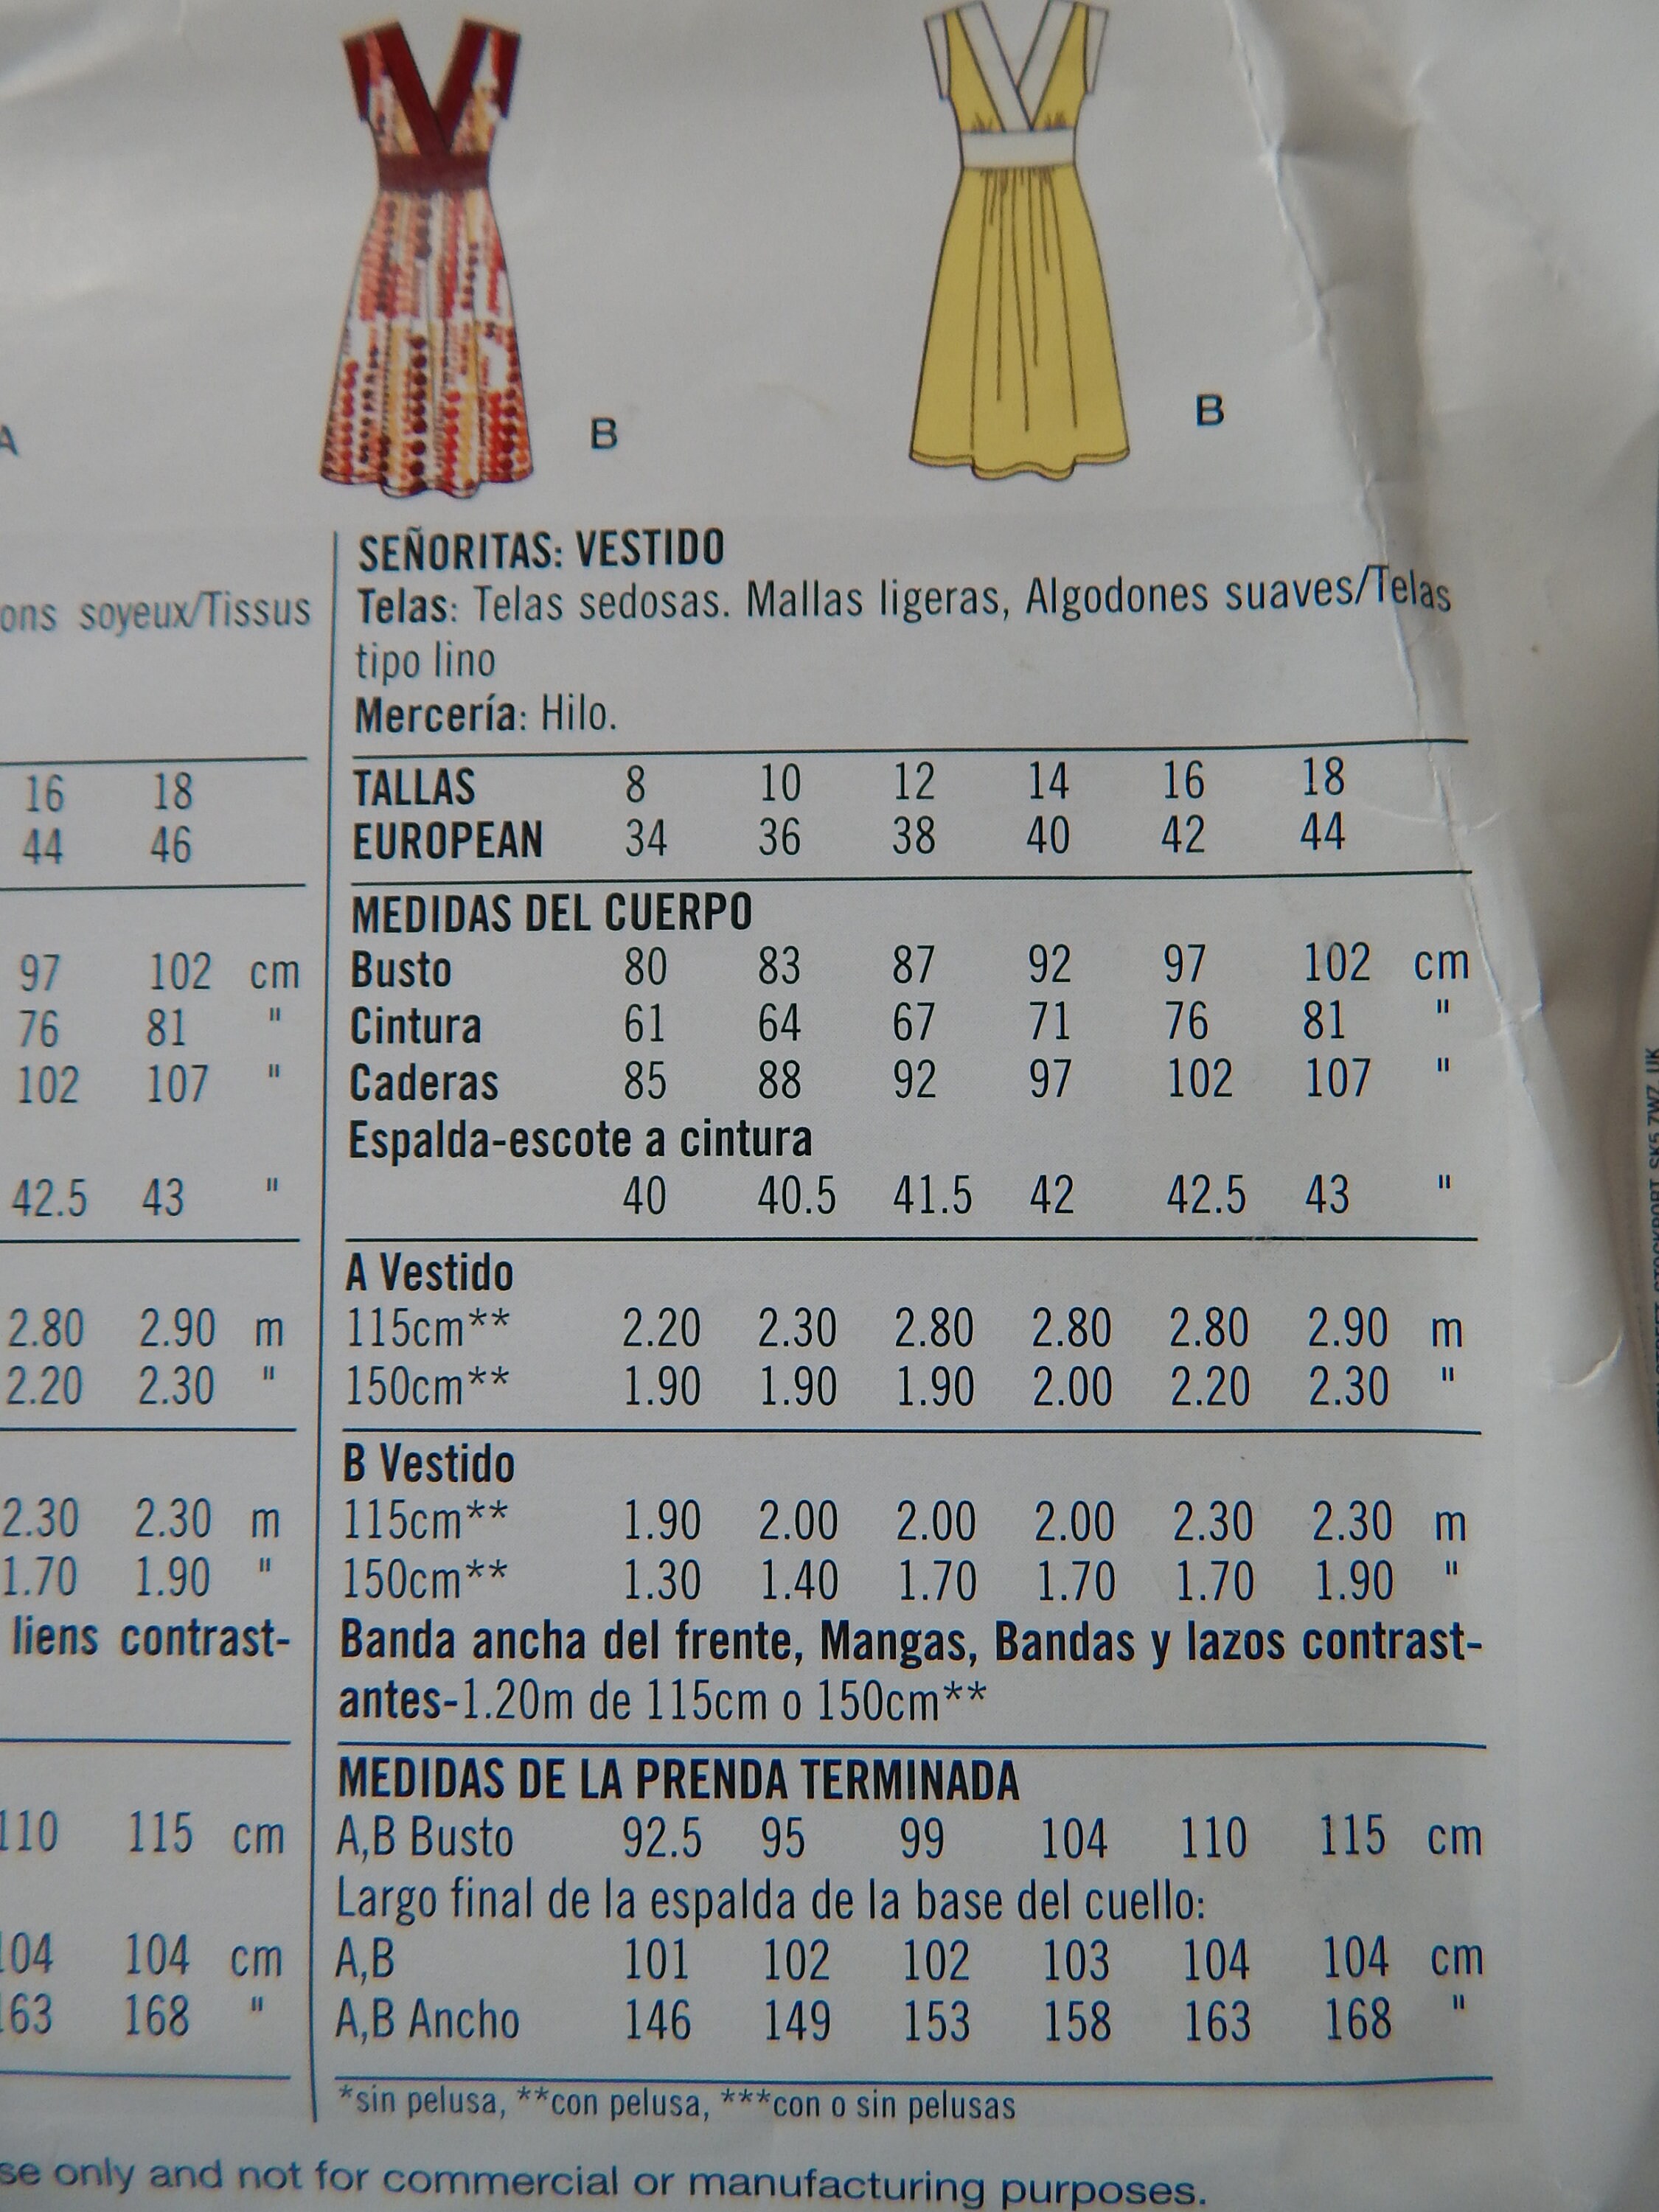 A
B
B
ons soyeux/Tissus
16 18
44 46
97 102 cm
76 81 "
102 107 "
42.5 43 "
2.80 2.90 m
2.20 2.30 "
2.30 2.30 m
1.70 1.90 "
liens contrast-
110 115 cm
104 104 cm
163 168 "
SEÑORITAS: VESTIDO
Telas: Telas sedosas. Mallas ligeras, Algodones suaves/Telas
tipo lino
Mercería: Hilo.
TALLAS 8 10 12 14 16 18
EUROPEAN 34 36 38 40 42 44
MEDIDAS DEL CUERPO
Busto 80 83 87 92 97 102 cm
Cintura 61 64 67 71 76 81 "
Caderas 85 88 92 97 102 107 "
Espalda-escote a cintura
40 40.5 41.5 42 42.5 43 "
A Vestido
115cm** 2.20 2.30 2.80 2.80 2.80 2.90 m
150cm** 1.90 1.90 1.90 2.00 2.20 2.30 "
B Vestido
115cm** 1.90 2.00 2.00 2.00 2.30 2.30 m
150cm** 1.30 1.40 1.70 1.70 1.70 1.90 "
Banda ancha del frente, Mangas, Bandas y lazos contrast-
antes-1.20m de 115cm o 150cm**
MEDIDAS DE LA PRENDA TERMINADA
A,B Busto 92.5 95 99 104 110 115 cm
Largo final de la espalda de la base del cuello:
A,B 101 102 102 103 104 104 cm
A,B Ancho 146 149 153 158 163 168 "
*sin pelusa, **con pelusa, ***con o sin pelusas
se only and not for commercial or manufacturing purposes.
STOCKPORT, SK5 7WZ, UK